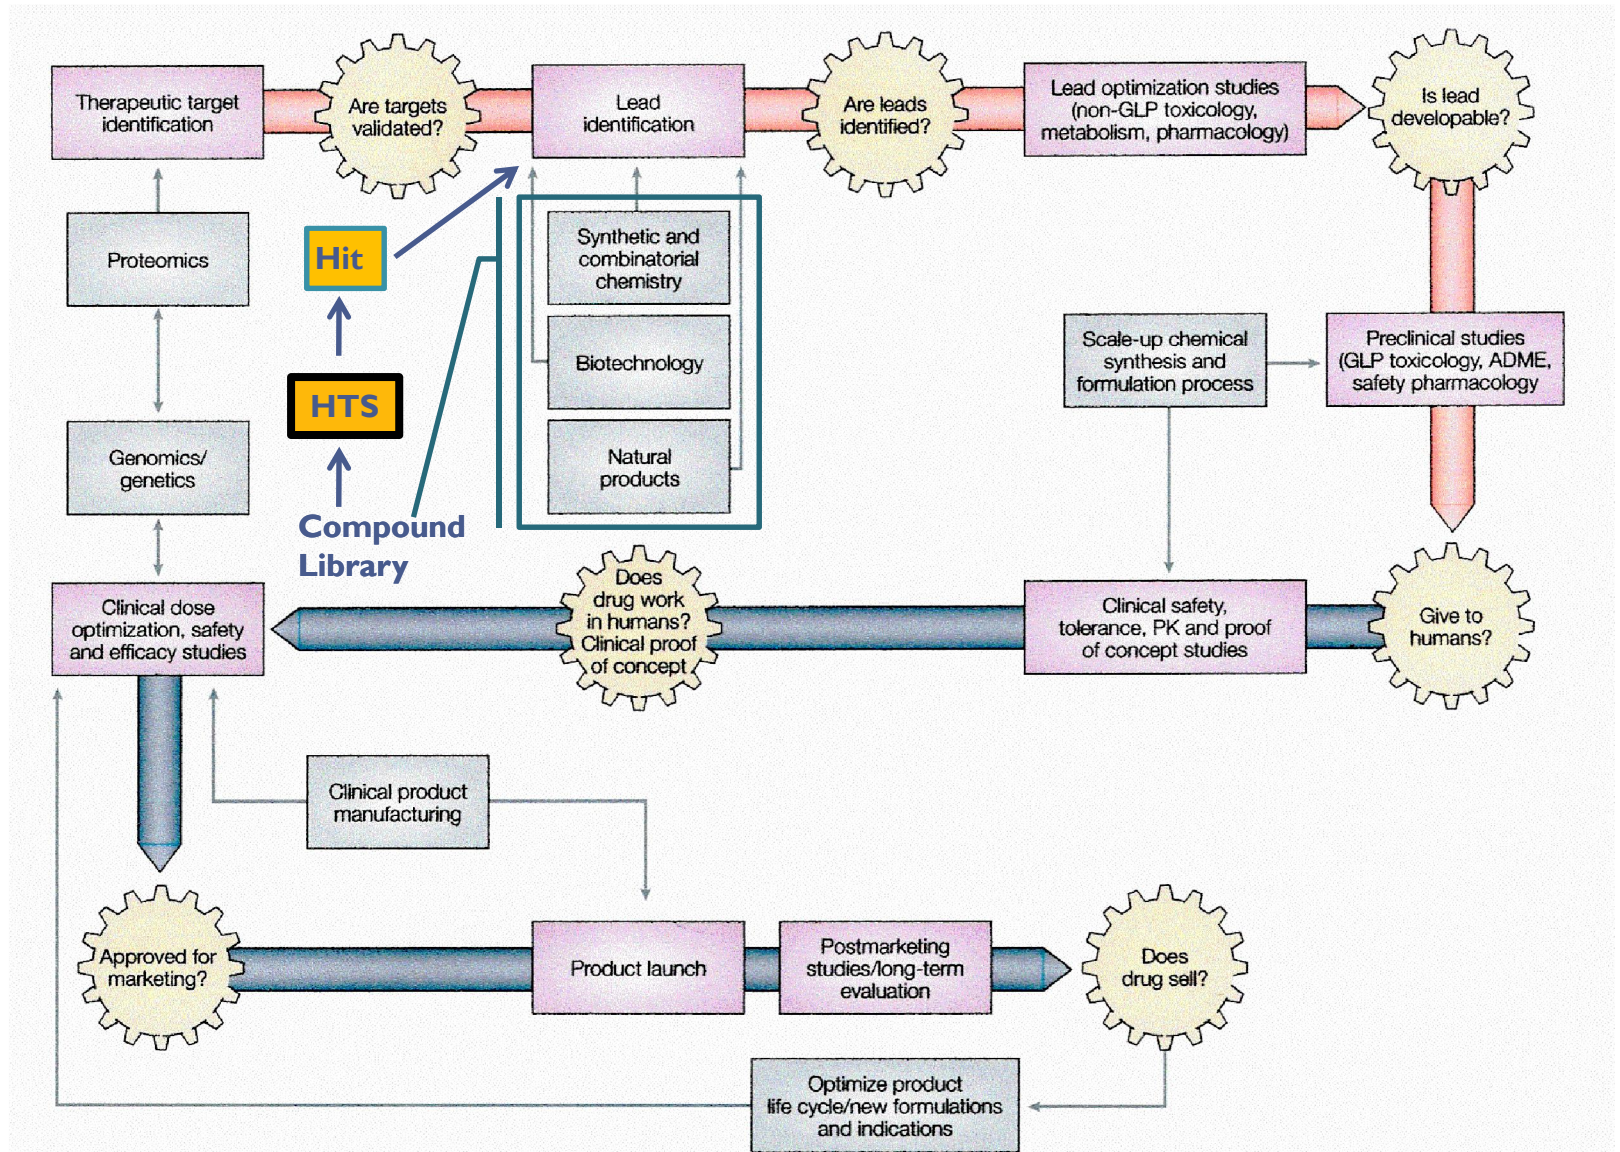 Therapeutic target
identification
Are targets
validated?
Lead
identification
Are leads
identified?
Lead optimization studies
(non-GLP toxicology,
metabolism, pharmacology)
Is lead
developable?
Proteomics
Hit
Synthetic and
combinatorial
chemistry
Biotechnology
Natural
products
HTS
Genomics/
genetics
Compound
Library
Scale-up chemical
synthesis and
formulation process
Preclinical studies
(GLP toxicology, ADME,
safety pharmacology
Clinical dose
optimization, safety
and efficacy studies
Does
drug work
in humans?
Clinical proof
of concept
Clinical safety,
tolerance, PK and proof
of concept studies
Give to
humans?
Clinical product
manufacturing
Approved for
marketing?
Product launch
Postmarketing
studies/long-term
evaluation
Does
drug sell?
Optimize product
life cycle/new formulations
and indications